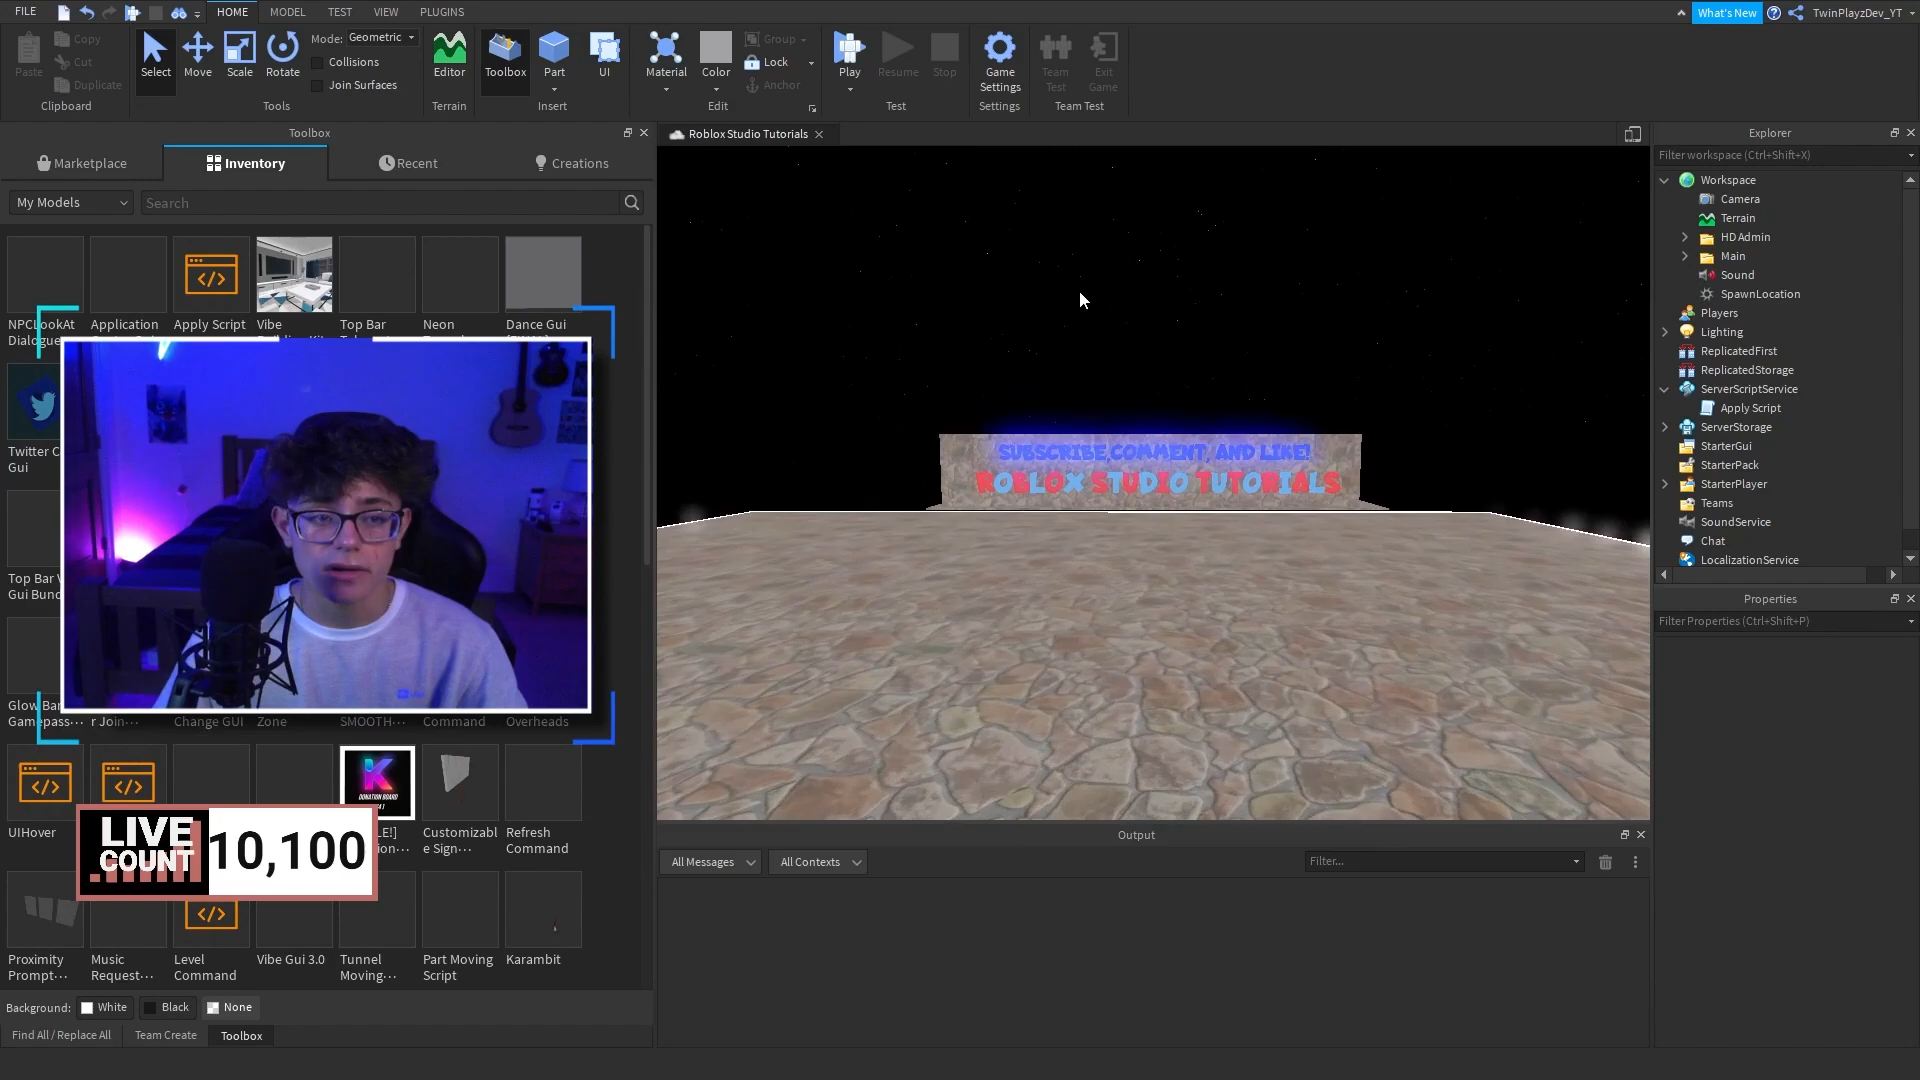 FILE
HOME
MODEL
TEST
VIEW
PLUGINS
What's New
TwinPlayzDev_YT
Paste
Copy
Cut
Duplicate
Clipboard
Select
Move
Scale
Rotate
Mode: Geometric
Collisions
Join Surfaces
Tools
Editor
Terrain
Toolbox
Part
UI
Insert
Material
Color
Group
Lock
Anchor
Edit
Play
Resume
Stop
Test
Game
Settings
Settings
Team
Test
Exit
Game
Team Test
Toolbox
Marketplace
Inventory
Recent
Creations
My Models
Search
NPCLookAt
Dialogue
Application
Apply Script
Vibe
Top Bar
Neon
Dance Gui
Twitter C
Gui
Top Bar
Gui Bund
Glow Bar
Gamepass...
r Join...
Change GUI
Zone
SMOOTH...
Command
Overheads
UIHover
DONATION BOARD
LE!]
ion...
Customizabl
e Sign...
Refresh
Command
LIVE
COUNT
10,100
Proximity
Prompt...
Music
Request...
Level
Command
Vibe Gui 3.0
Tunnel
Moving...
Part Moving
Script
Karambit
Background:
White
Black
None
Find All / Replace All
Team Create
Toolbox
Roblox Studio Tutorials
SUBSCRIBE,COMMENT, AND LIKE!
ROBLOX STUDIO TUTORIALS
Output
All Messages
All Contexts
Filter...
Explorer
Filter workspace (Ctrl+Shift+X)
Workspace
Camera
Terrain
HD Admin
Main
Sound
SpawnLocation
Players
Lighting
ReplicatedFirst
ReplicatedStorage
ServerScriptService
Apply Script
ServerStorage
StarterGui
StarterPack
StarterPlayer
Teams
SoundService
Chat
LocalizationService
Properties
Filter Properties (Ctrl+Shift+P)